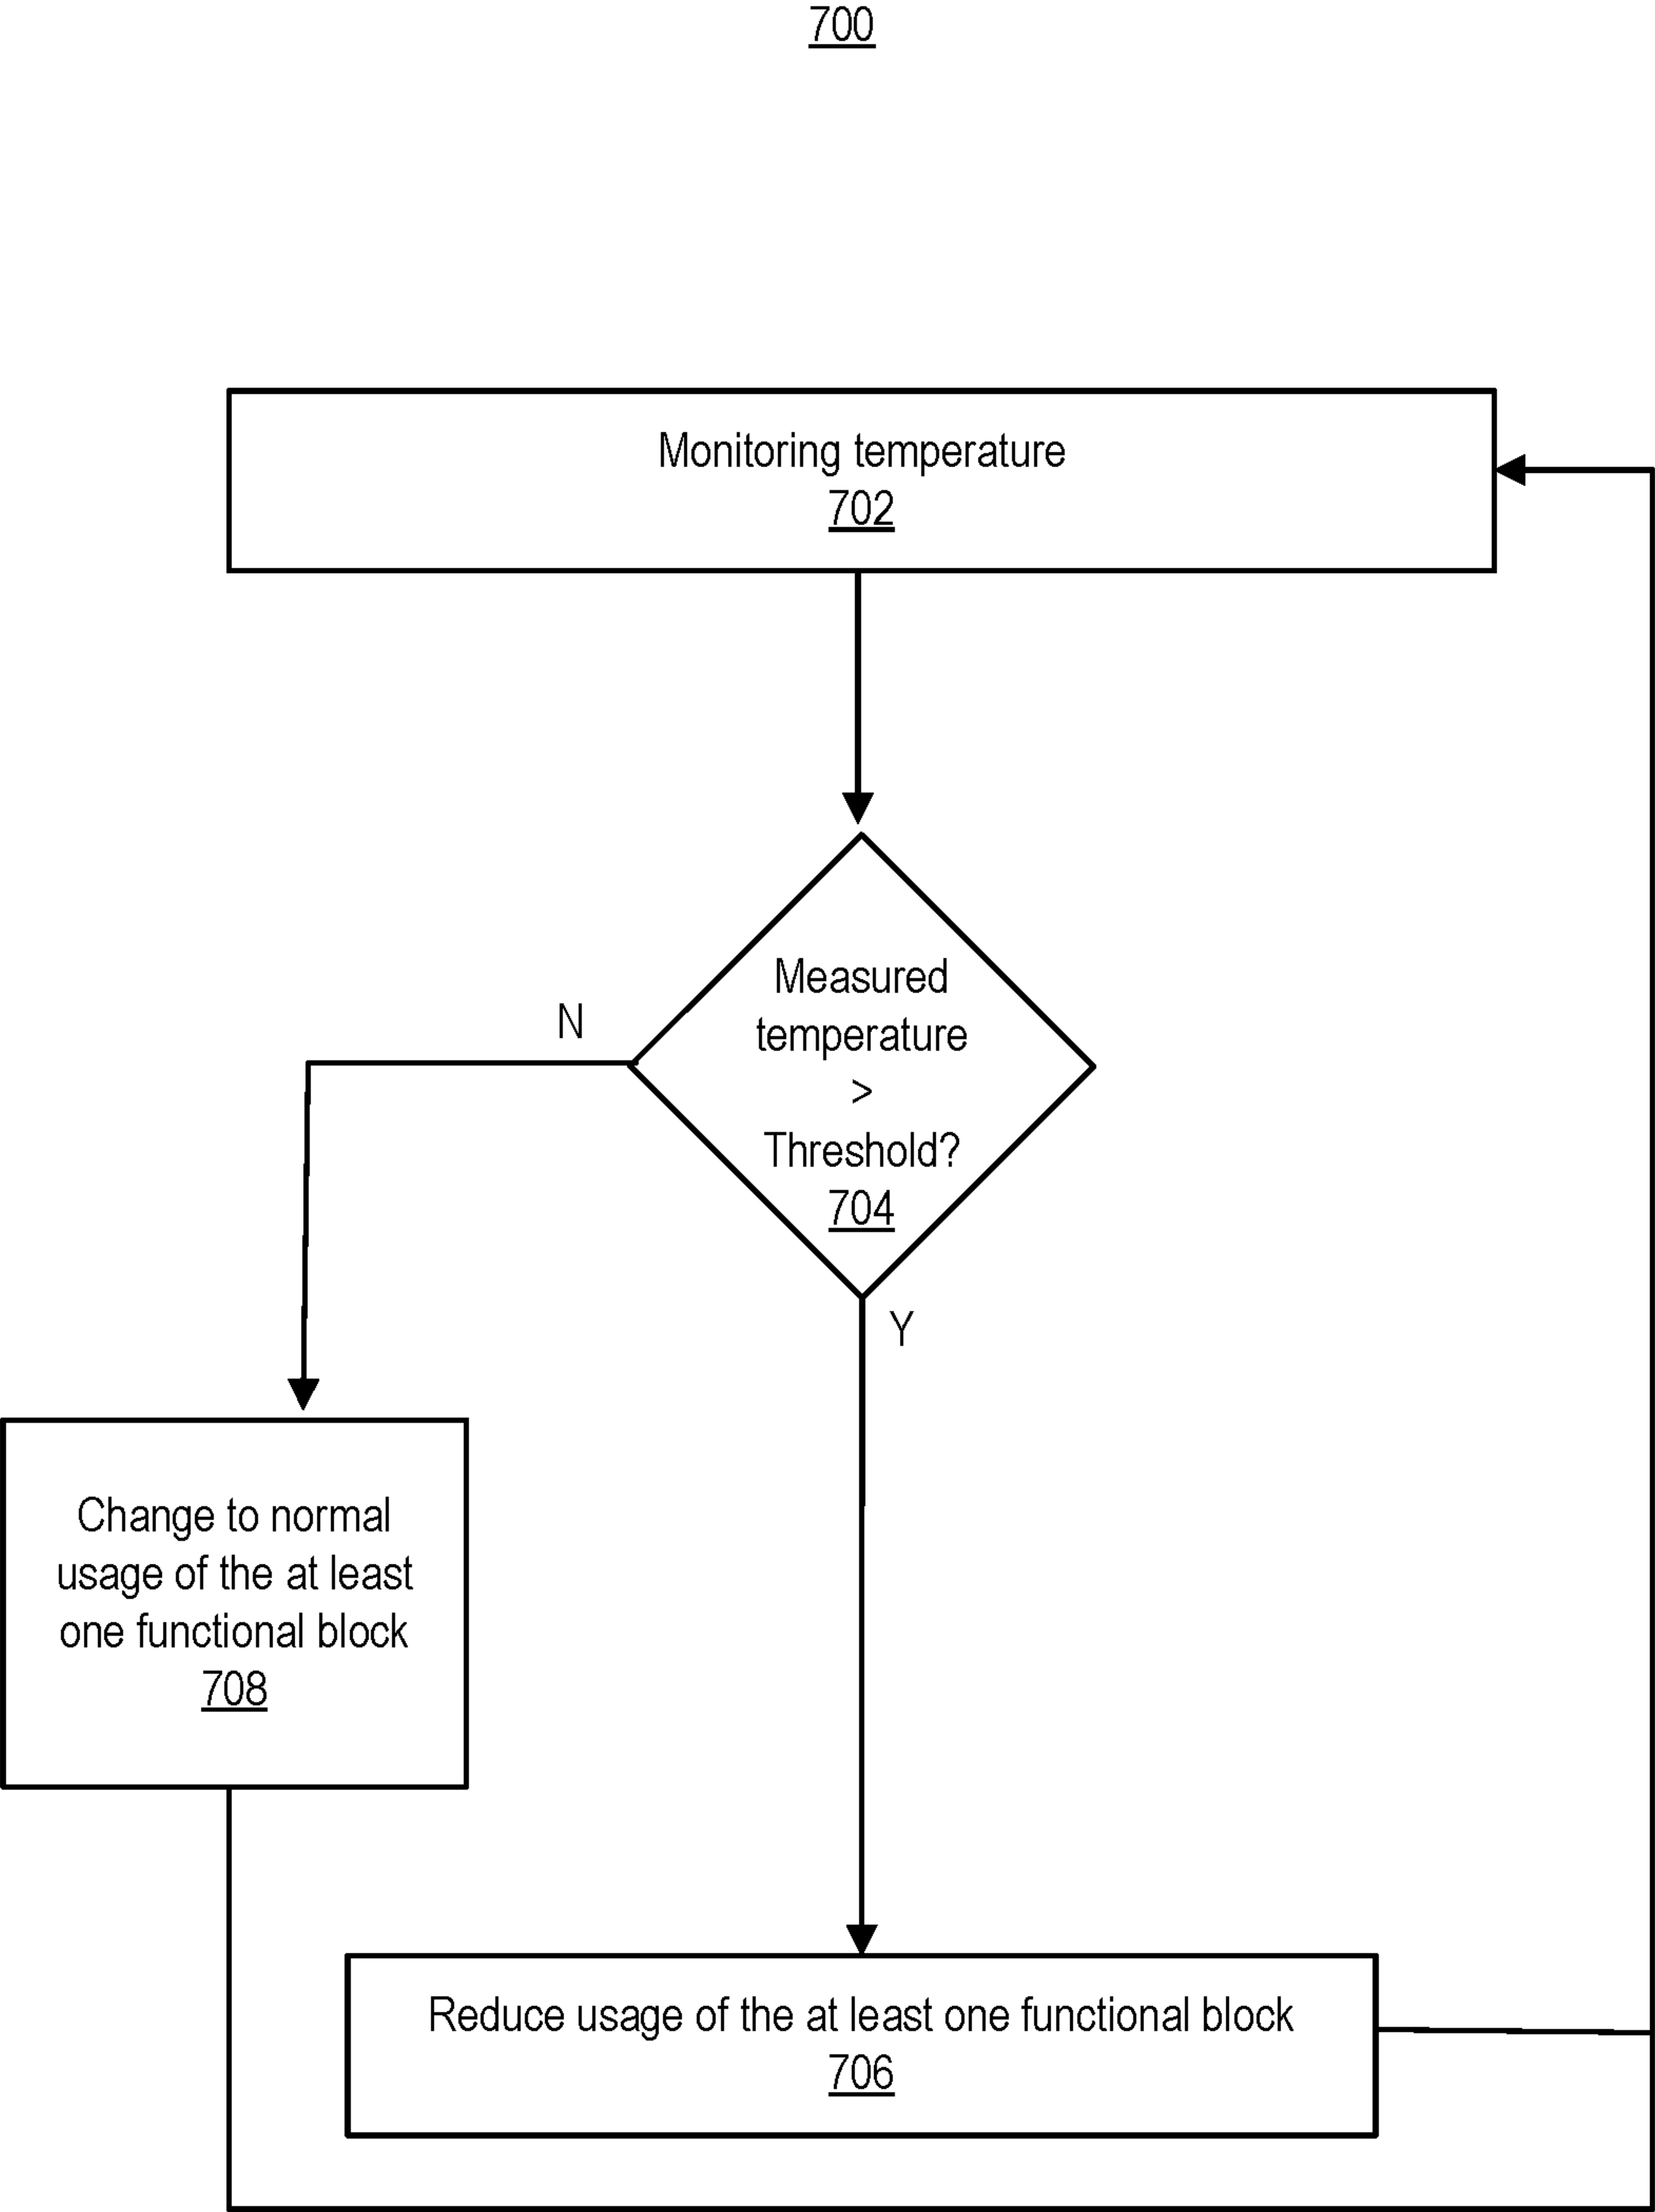 700
Monitoring temperature
702
Measured
temperature
>
Threshold?
704
N
Y
Change to normal
usage of the at least
one functional block
708
Reduce usage of the at least one functional block
706